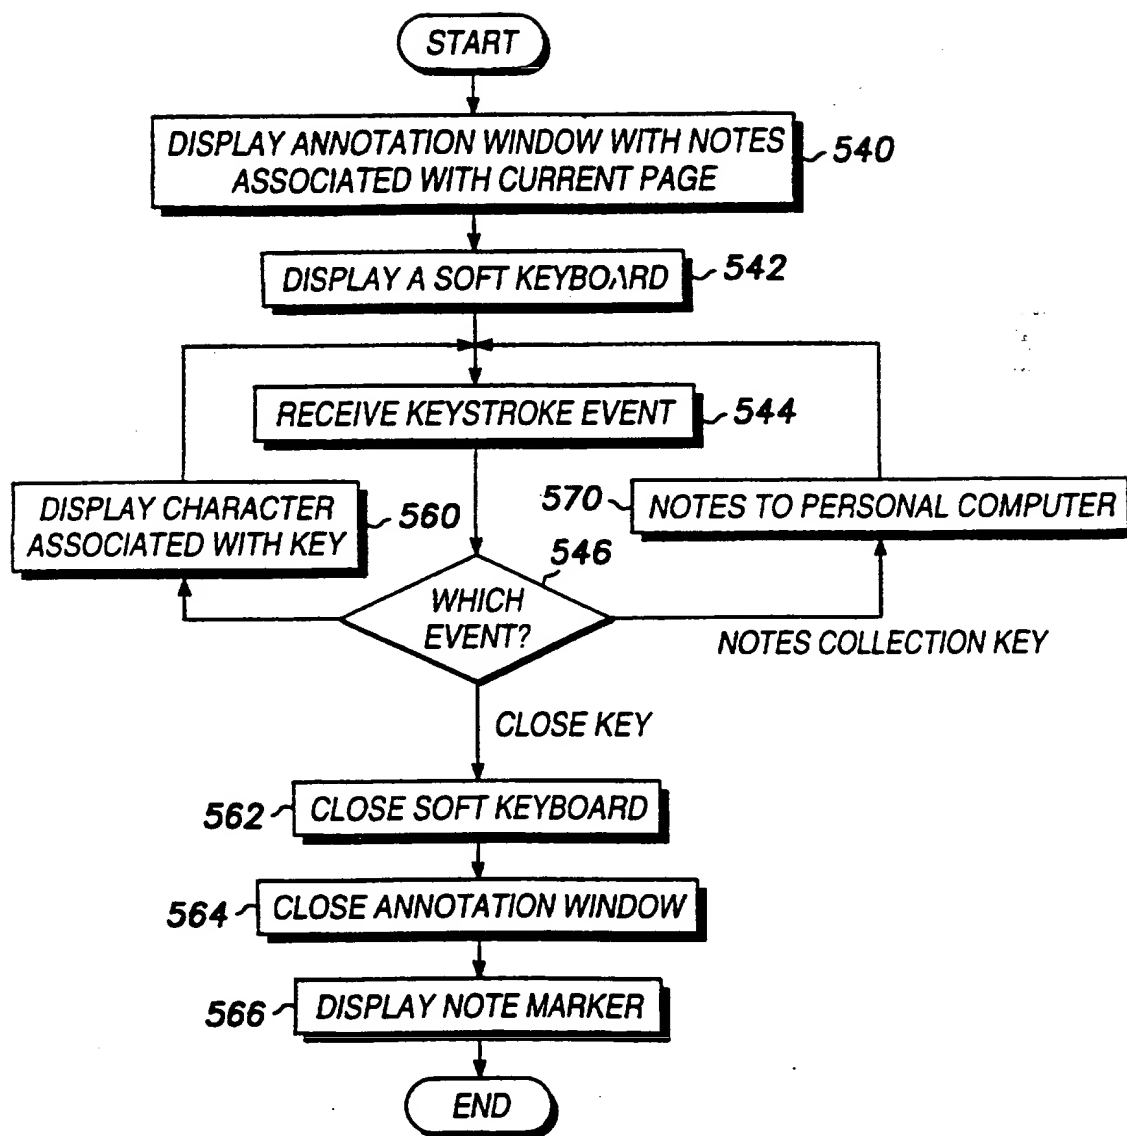 START
DISPLAY ANNOTATION WINDOW WITH NOTES
ASSOCIATED WITH CURRENT PAGE
540
DISPLAY A SOFT KEYBOARD
542
RECEIVE KEYSTROKE EVENT
544
DISPLAY CHARACTER
ASSOCIATED WITH KEY
560
570
NOTES TO PERSONAL COMPUTER
546
WHICH
EVENT?
NOTES COLLECTION KEY
CLOSE KEY
562
CLOSE SOFT KEYBOARD
564
CLOSE ANNOTATION WINDOW
566
DISPLAY NOTE MARKER
END